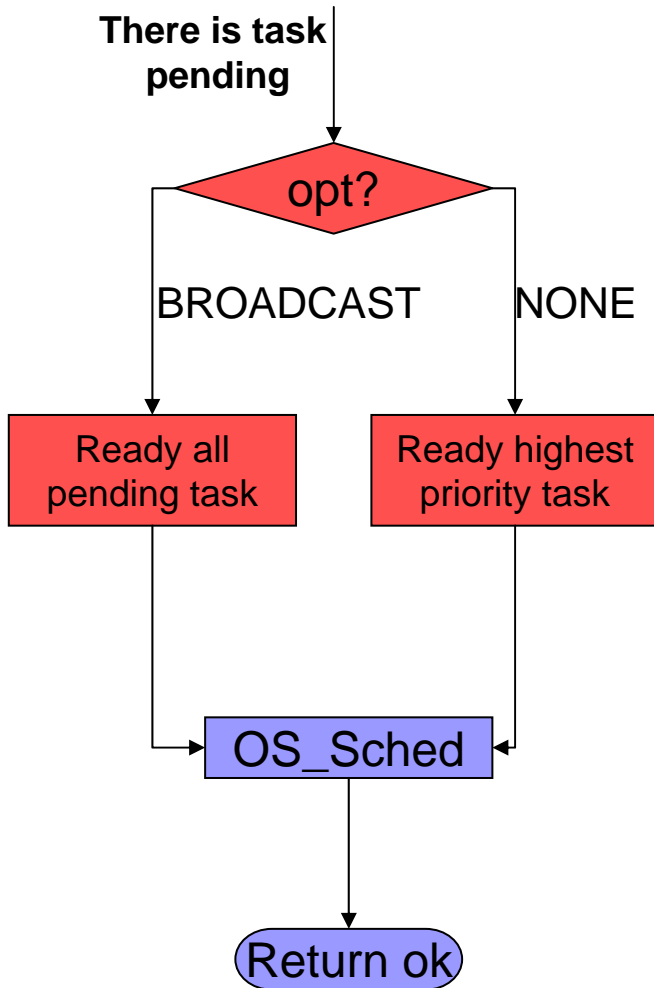 There is task
pending
opt?
BROADCAST
NONE
Ready all
pending task
Ready highest
priority task
OS_Sched
Return ok